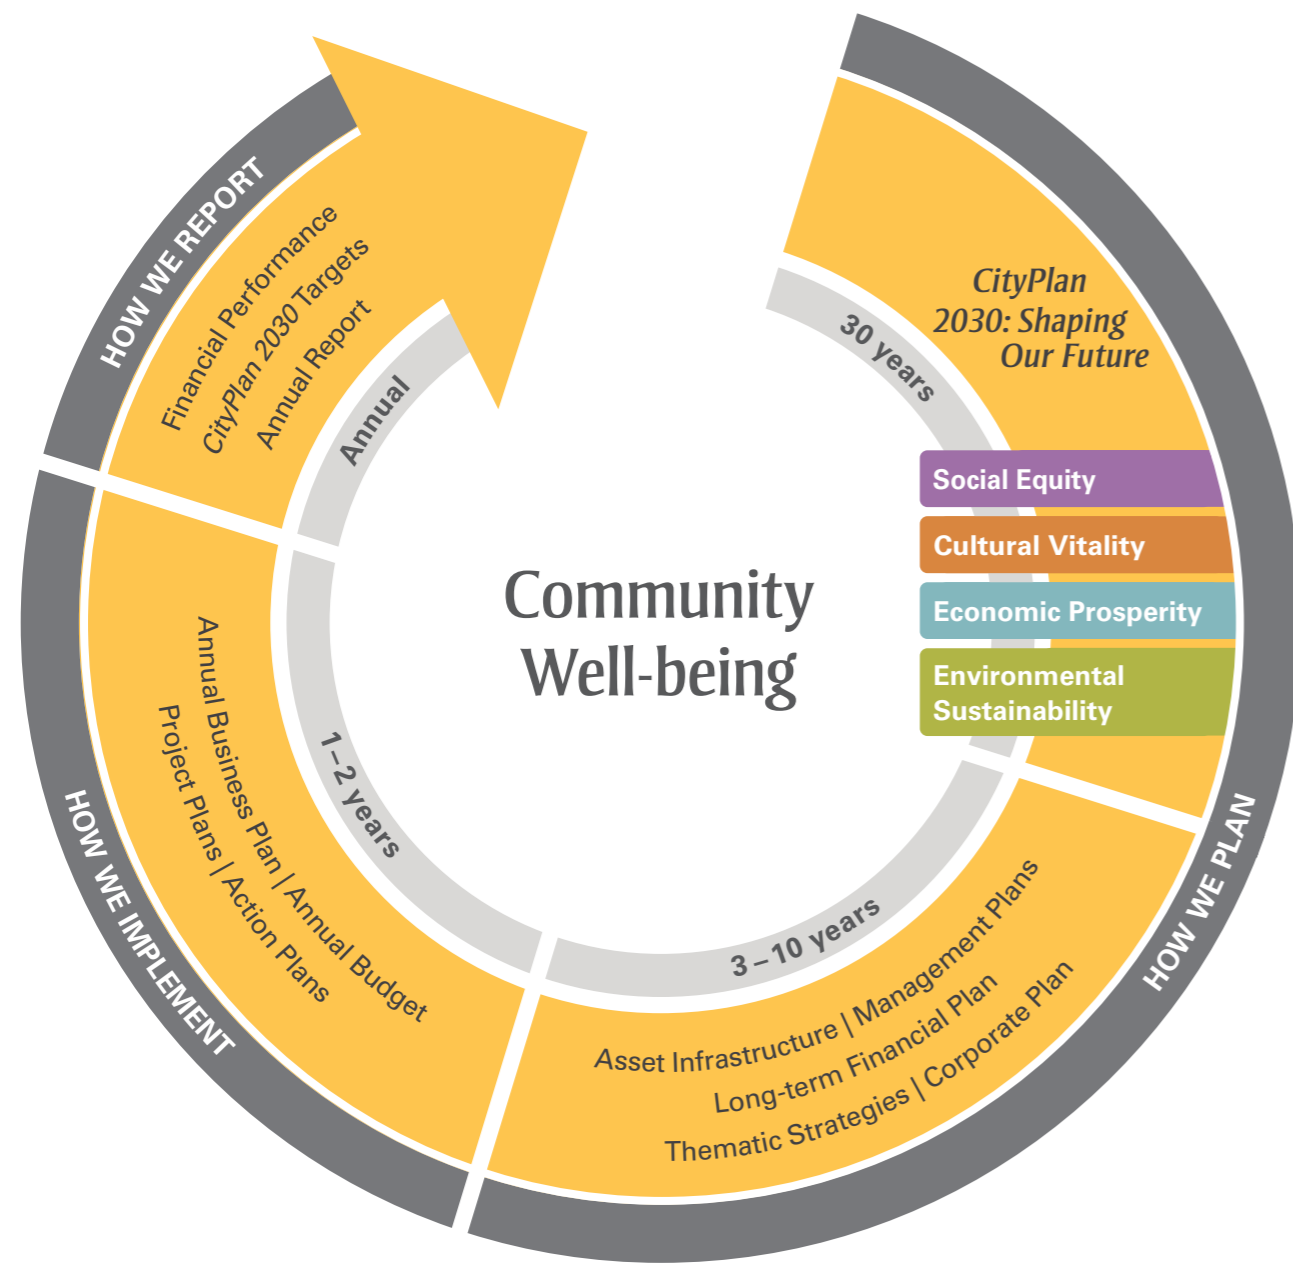 CityPlan
2030: Shaping
Our Future
30 years
Social Equity
Cultural Vitality
Economic Prosperity
Environmental
Sustainability
HOW WE PLAN
3–10 years
Asset Infrastructure | Management Plans
Long-term Financial Plan
Thematic Strategies | Corporate Plan
HOW WE IMPLEMENT
1–2 years
Annual Business Plan | Annual Budget
Project Plans | Action Plans
HOW WE REPORT
Financial Performance
CityPlan 2030 Targets
Annual Report
Annual
Community
Well-being